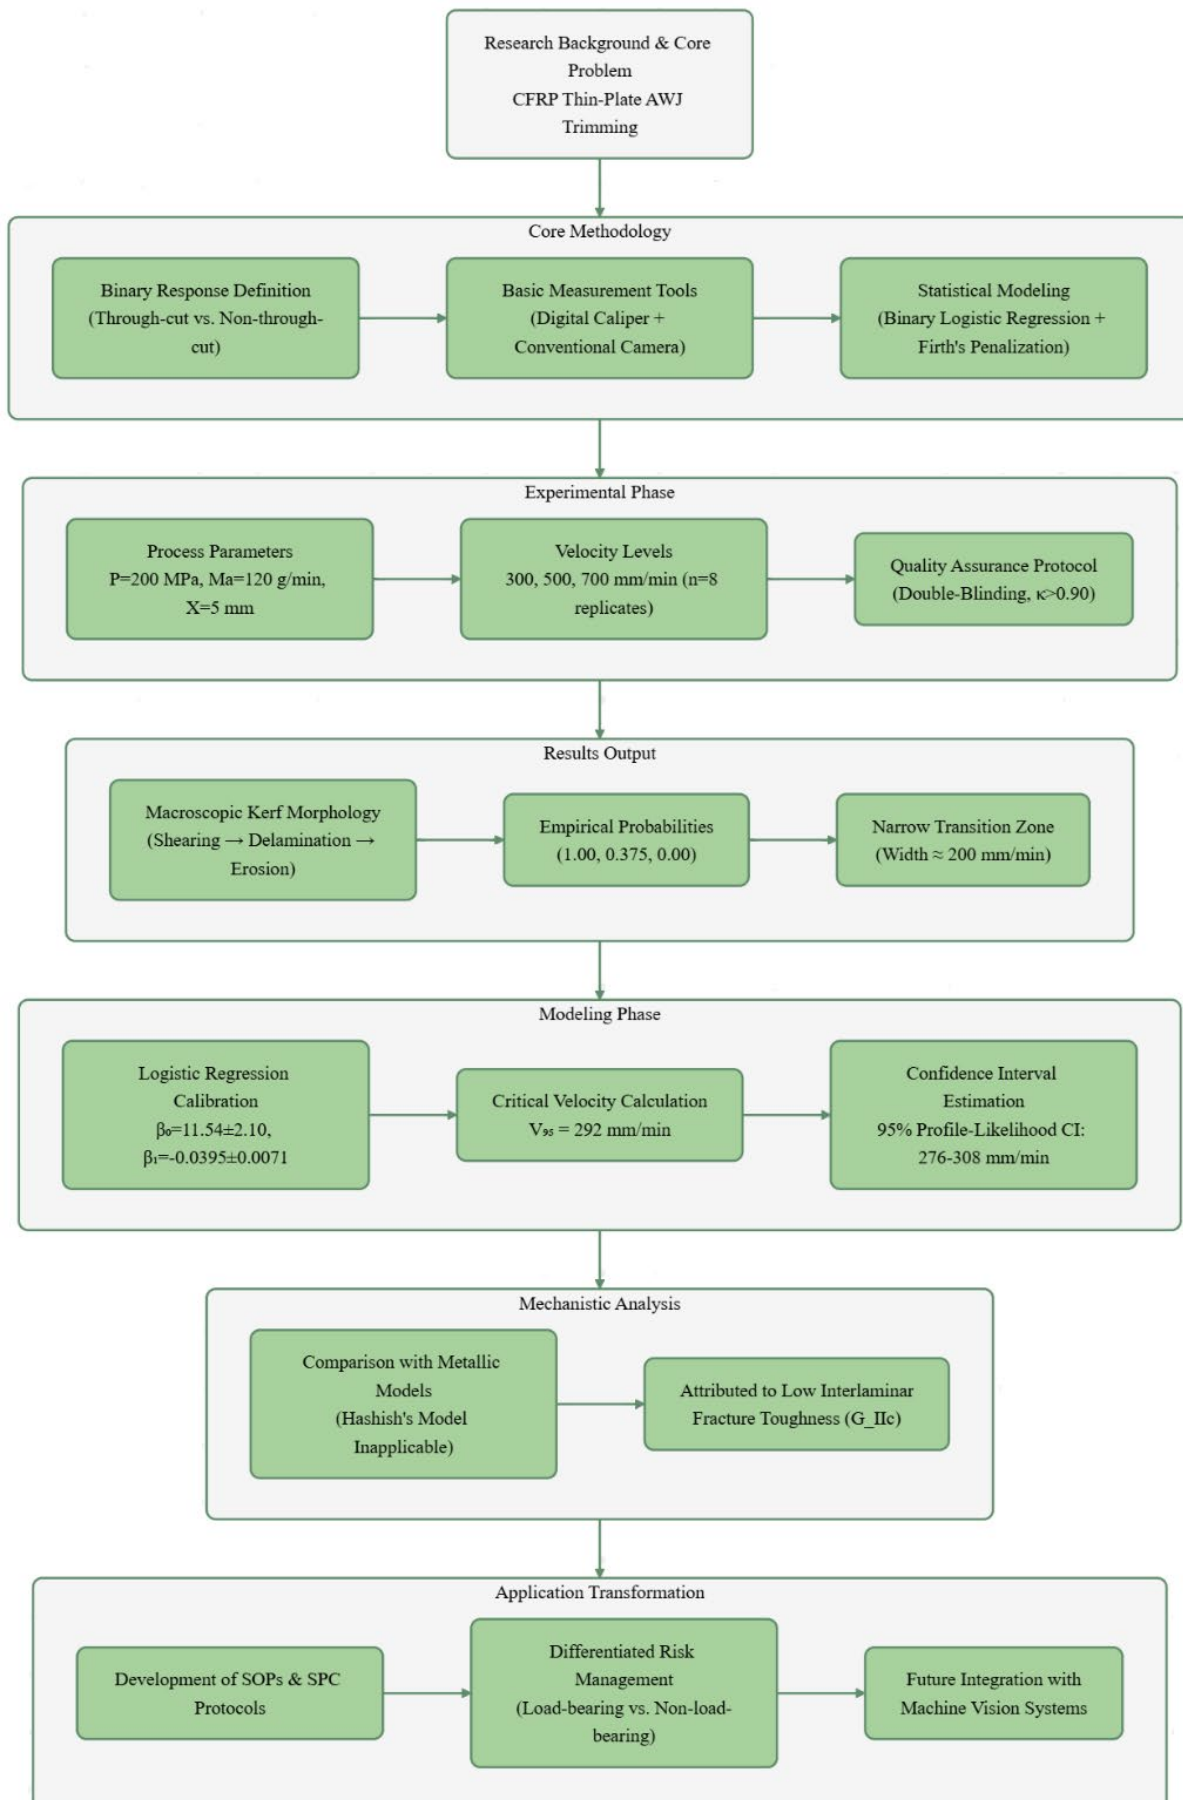 Research Background & Core
Problem
CFRP Thin-Plate AWJ
Trimming
Core Methodology
Binary Response Definition
(Through-cut vs. Non-through-
cut)
Basic Measurement Tools
(Digital Caliper +
Conventional Camera)
Statistical Modeling
(Binary Logistic Regression +
Firth's Penalization)
Experimental Phase
Process Parameters
P=200 MPa, Ma=120 g/min,
X=5 mm
Velocity Levels
300, 500, 700 mm/min (n=8
replicates)
Quality Assurance Protocol
(Double-Blinding, κ>0.90)
Results Output
Macroscopic Kerf Morphology
(Shearing → Delamination →
Erosion)
Empirical Probabilities
(1.00, 0.375, 0.00)
Narrow Transition Zone
(Width ≈ 200 mm/min)
Modeling Phase
Logistic Regression
Calibration
β₀=11.54±2.10,
β₁=-0.0395±0.0071
Critical Velocity Calculation
V₉₅ = 292 mm/min
Confidence Interval
Estimation
95% Profile-Likelihood CI:
276-308 mm/min
Mechanistic Analysis
Comparison with Metallic
Models
(Hashish's Model
Inapplicable)
Attributed to Low Interlaminar
Fracture Toughness (G_IIc)
Application Transformation
Development of SOPs & SPC
Protocols
Differentiated Risk
Management
(Load-bearing vs. Non-load-
bearing)
Future Integration with
Machine Vision Systems